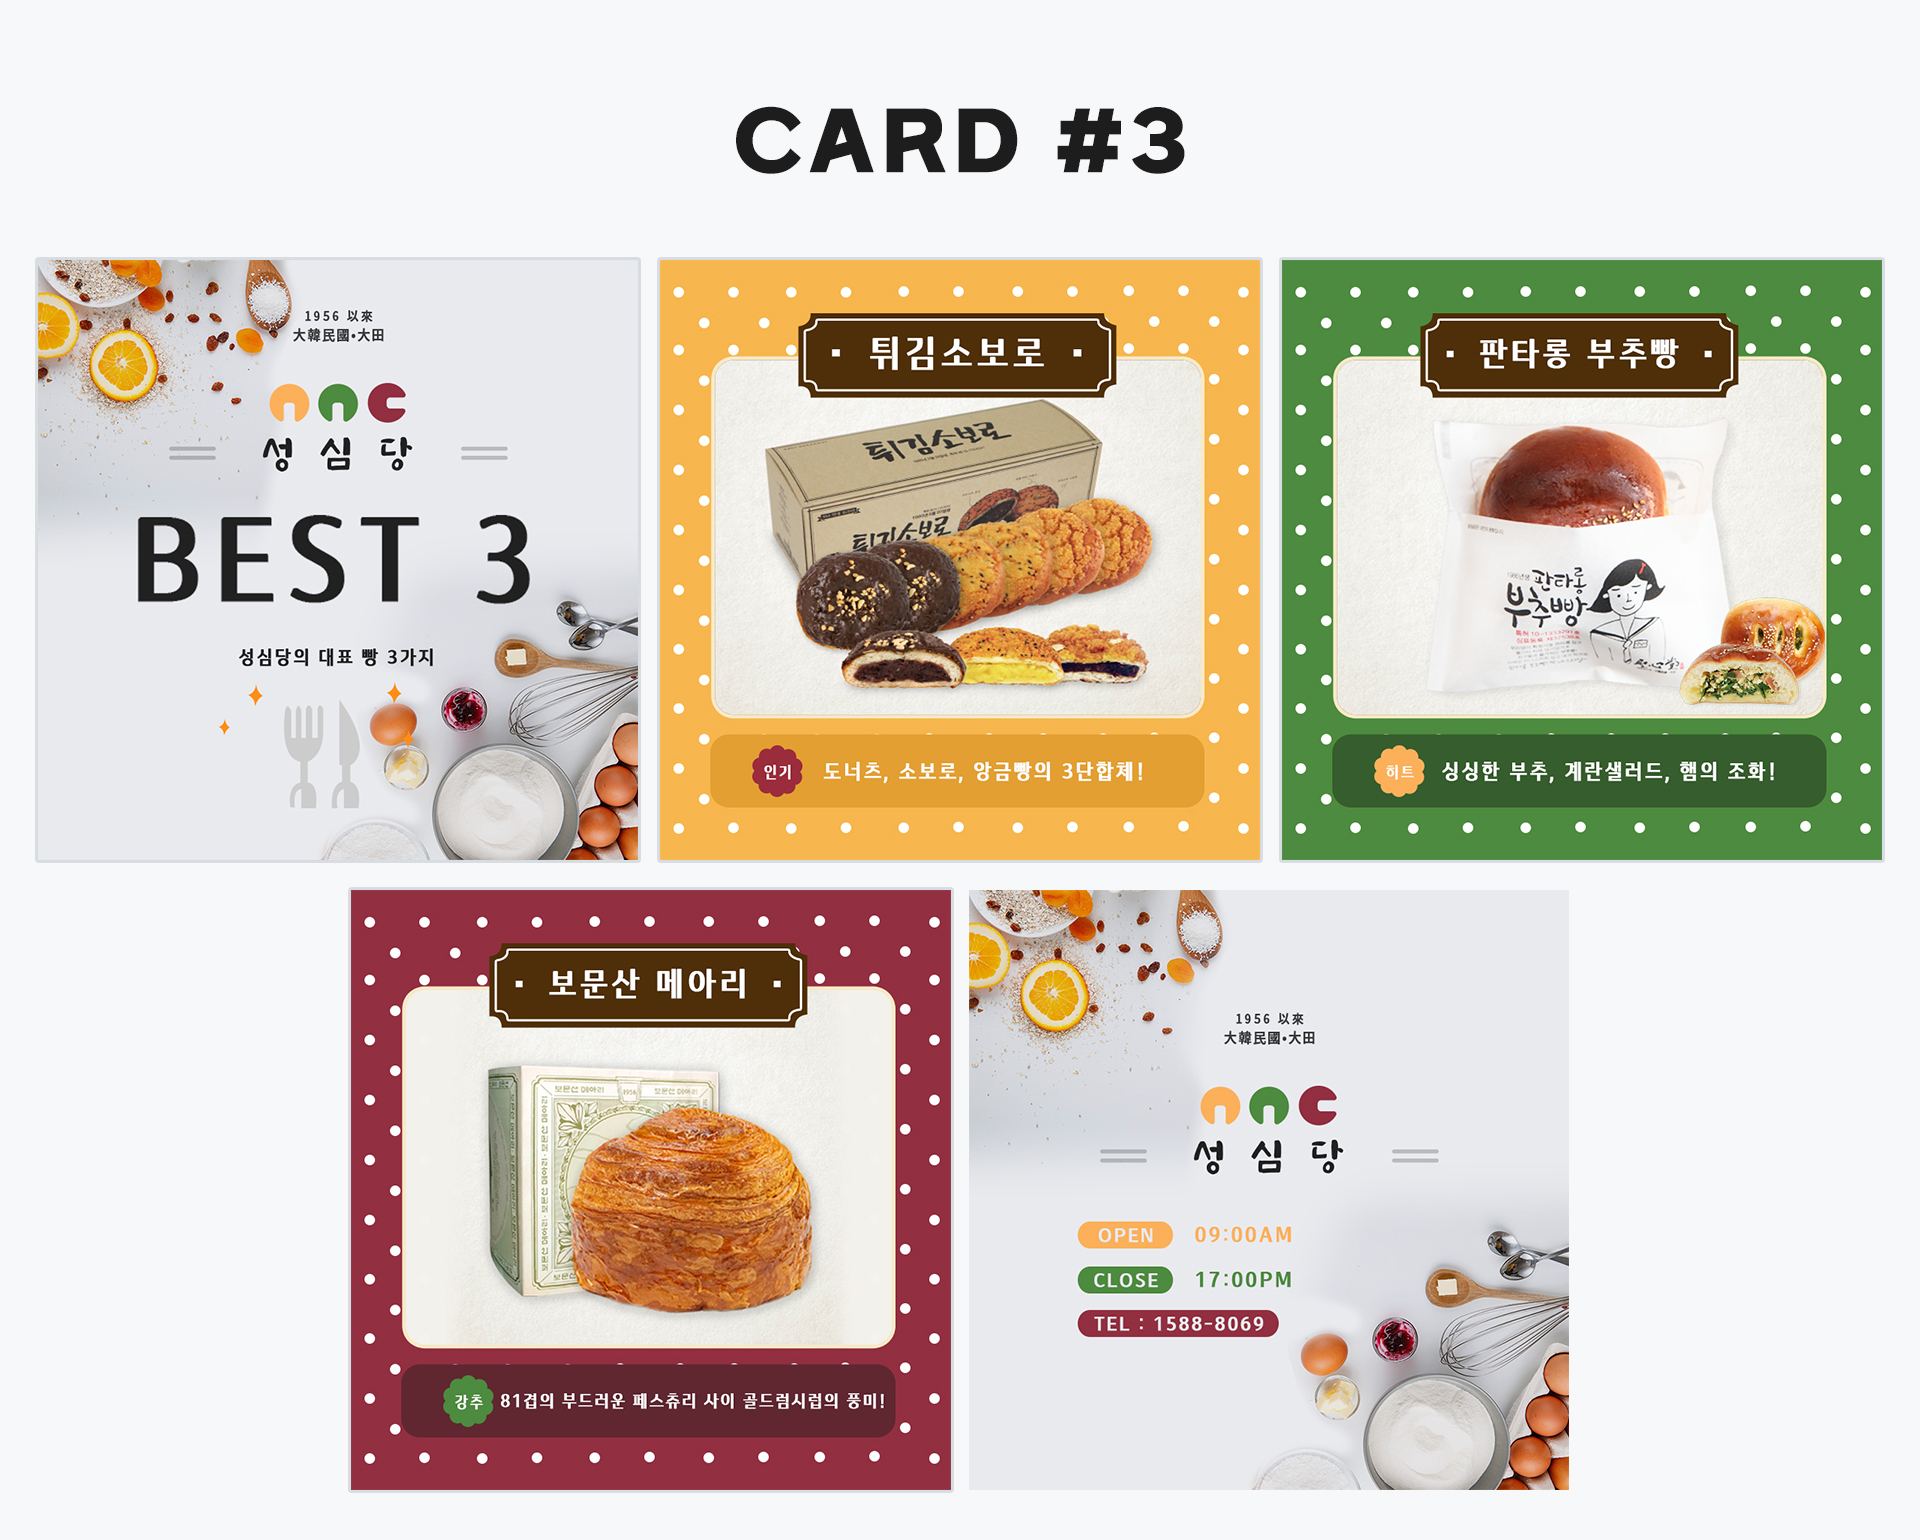 CARD #3
1956 以來
大韓民國•大田
성심당
BEST 3
성심당의 대표 빵 3가지
튀김소보로
튀김소보로
튀김소보로
인기 도너츠, 소보로, 앙금빵의 3단합체!
판타롱 부추빵
판타롱
부추빵
히트 싱싱한 부추, 계란샐러드, 햄의 조화!
보문산 메아리
보문산 메아리 1956 보문산 메아리
강추 81겹의 부드러운 페스츄리 사이 골드럼시럽의 풍미!
1956 以來
大韓民國•大田
성심당
OPEN 09:00AM
CLOSE 17:00PM
TEL : 1588-8069